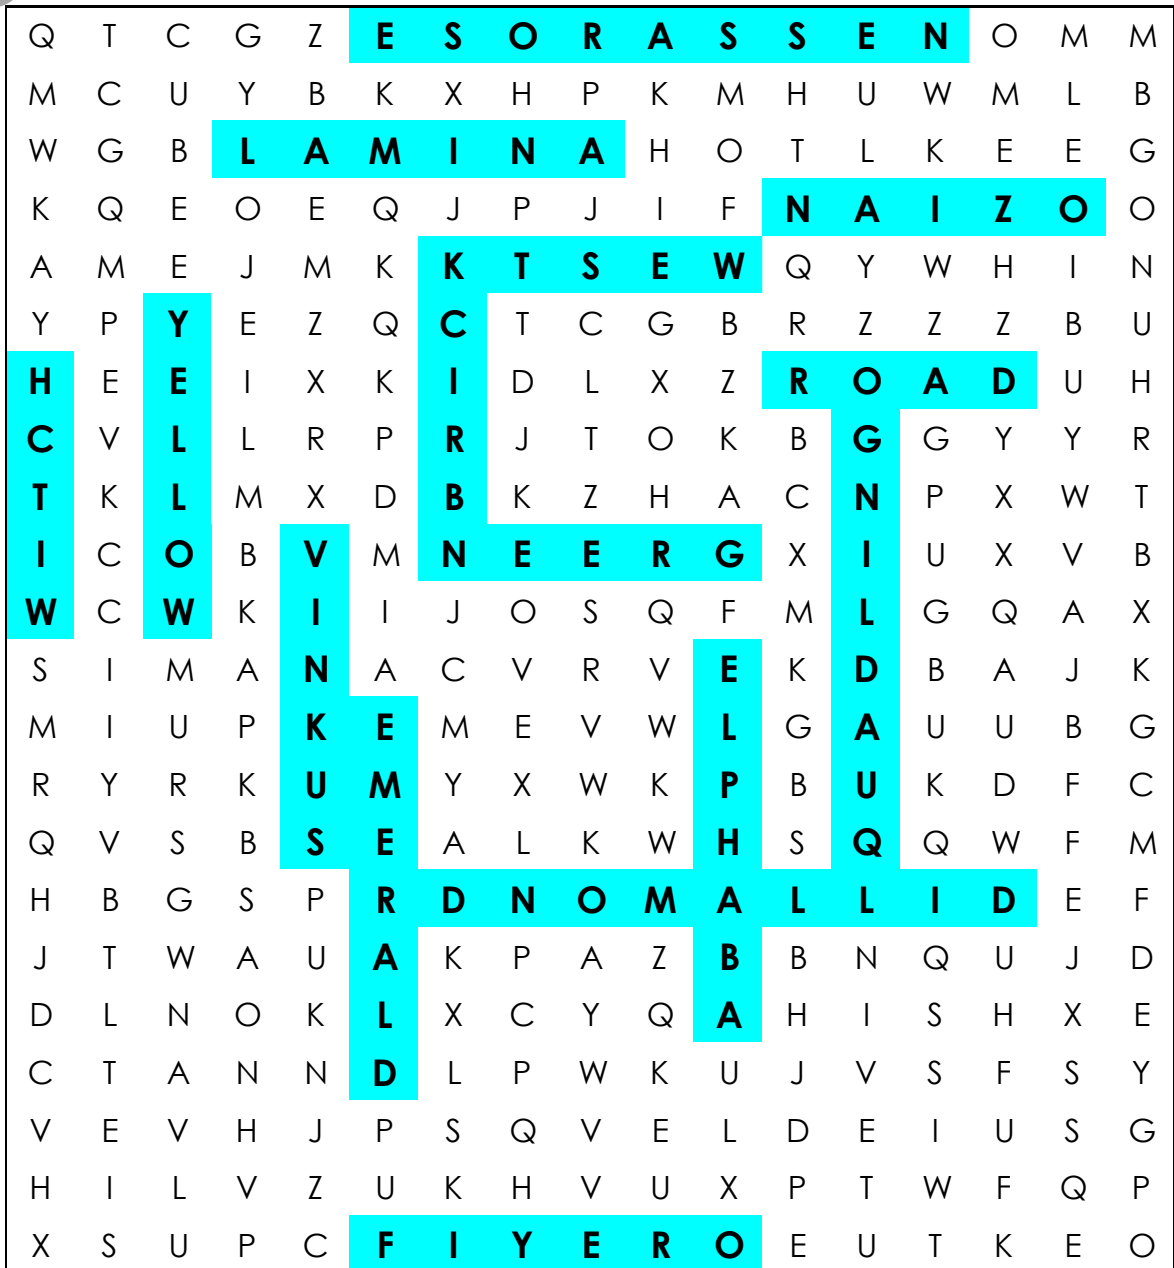 Q T C G Z E S O R A S S E N O M M
M C U Y B K X H P K M H U W M L B
W G B L A M I N A H O T L K E E G
K Q E O E Q J P J I F N A I Z O O
A M E J M K K T S E W Q Y W H I N
Y P Y E Z Q C T C G B R Z Z Z B U
H E E I X K I D L X Z R O A D U H
C V L L R P R J T O K B G G Y Y R
T K L M X D B K Z H A C N P X W T
I C O B V M N E E R G X I U X V B
W C W K I I J O S Q F M L G Q A X
S I M A N A C V R V E K D B A J K
M I U P K E M E V W L G A U U B G
R Y R K U M Y X W K P B U K D F C
Q V S B S E A L K W H S Q Q W F M
H B G S P R D N O M A L L I D E F
J T W A U A K P A Z B B N Q U J D
D L N O K L X C Y Q A H I S H X E
C T A N N D L P W K U J V S F S Y
V E V H J P S Q V E L D E I U S G
H I L V Z U K H V U X P T W F Q P
X S U P C F I Y E R O E U T K E O